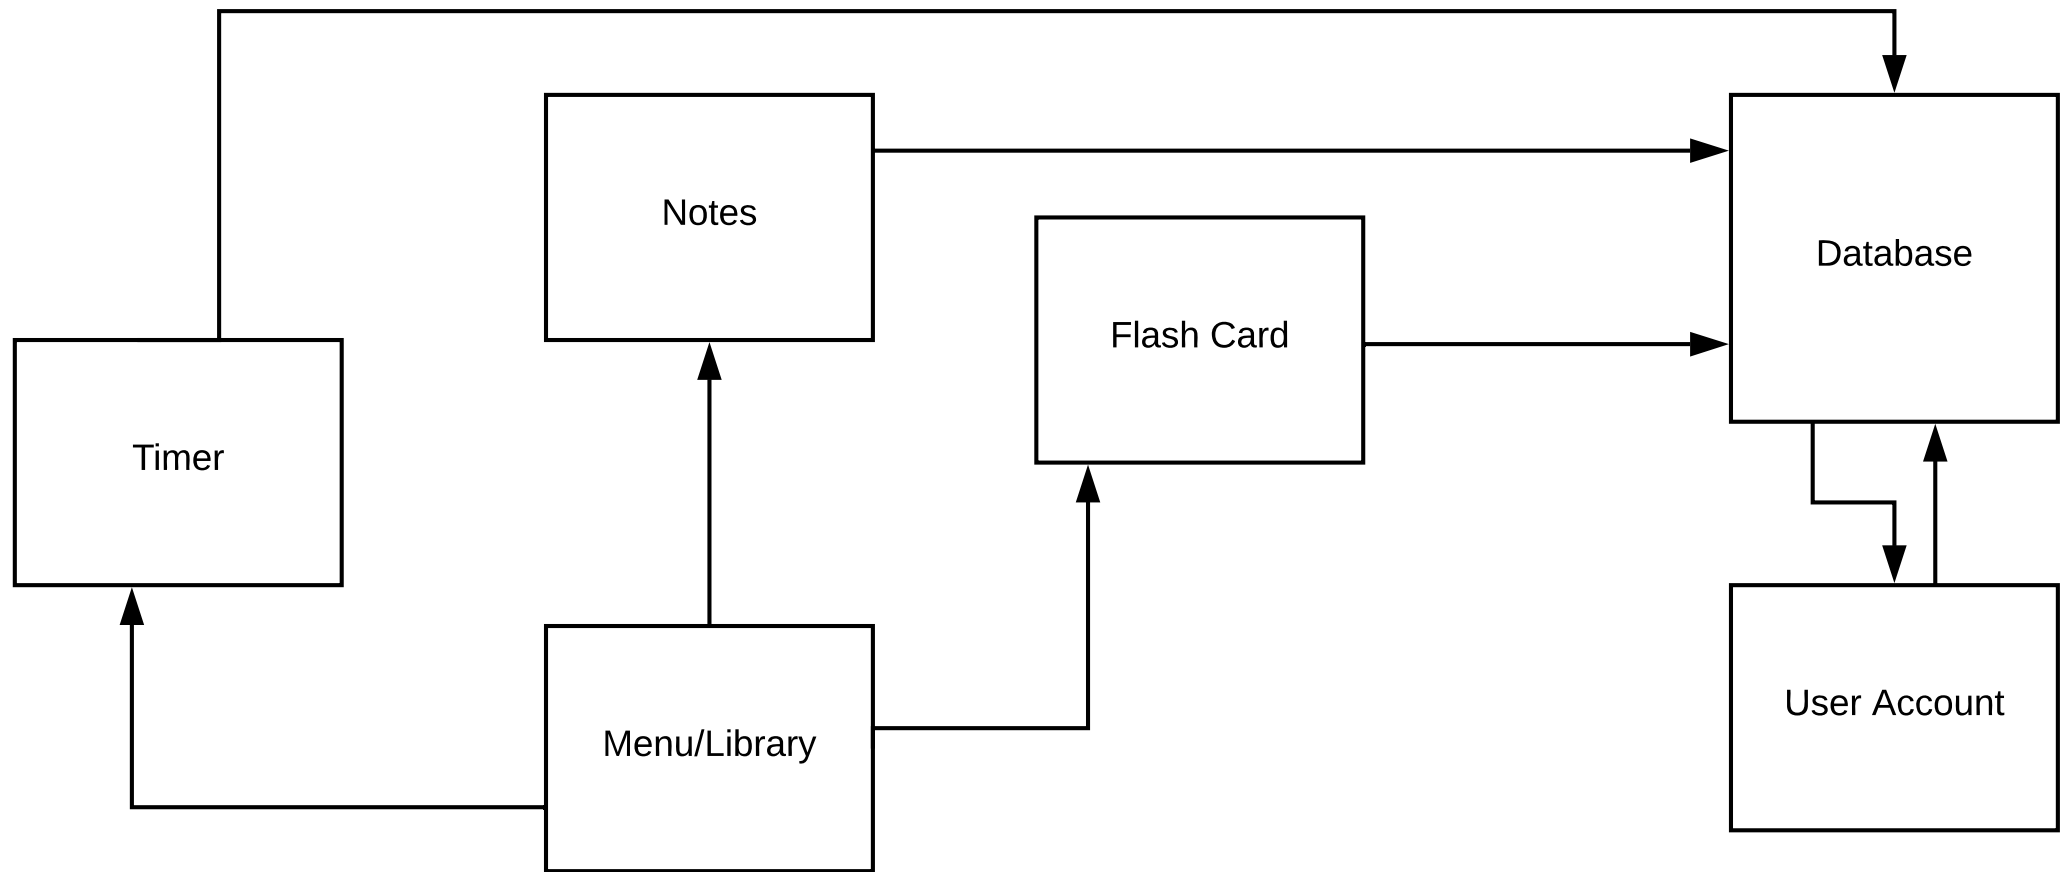 Notes
Database
Flash Card
Timer
User Account
Menu/Library